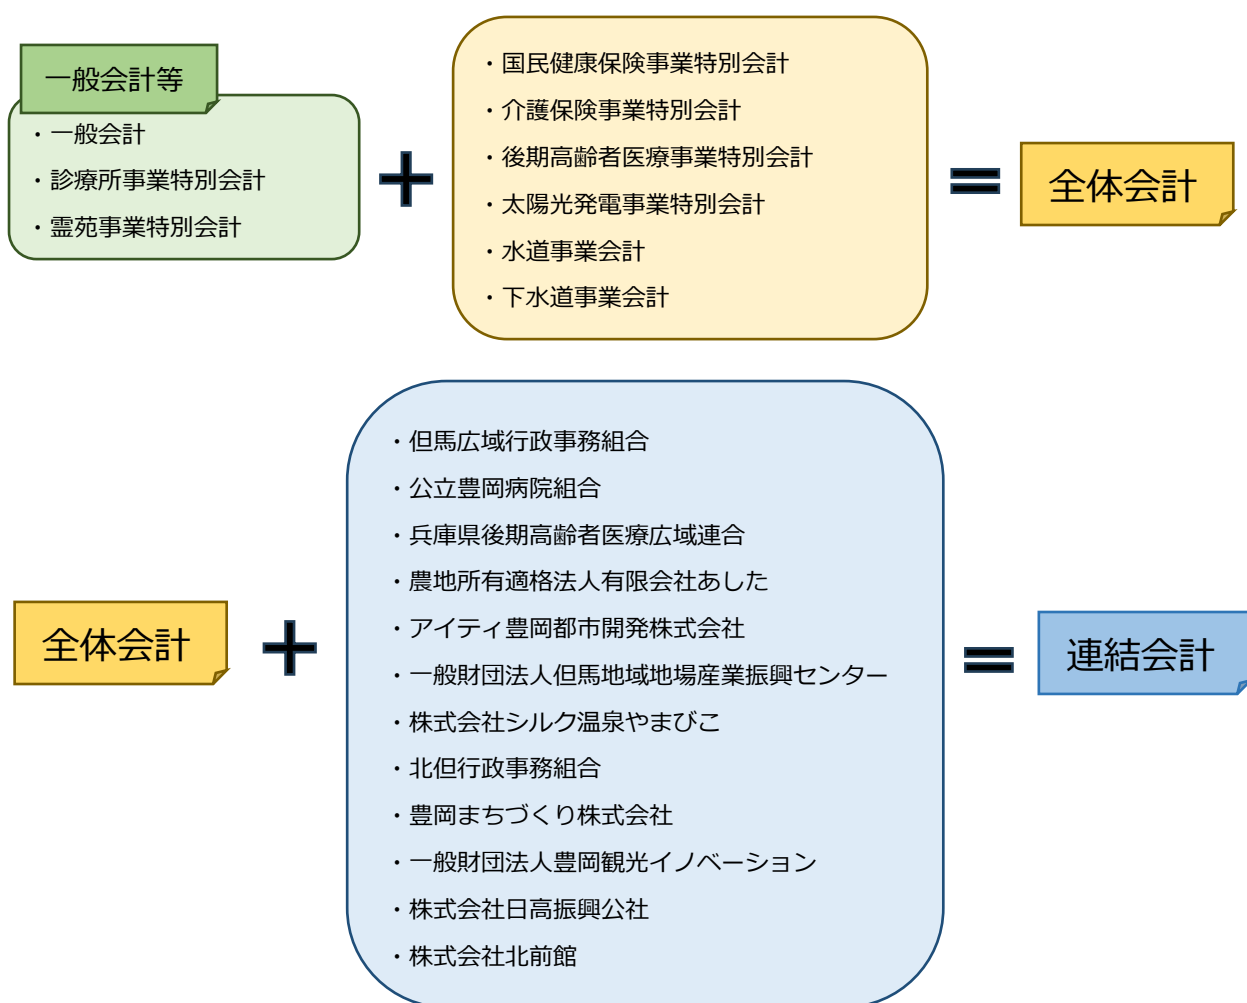 一般会計等
・一般会計
・診療所事業特別会計
・霊苑事業特別会計
+
・国民健康保険事業特別会計
・介護保険事業特別会計
・後期高齢者医療事業特別会計
・太陽光発電事業特別会計
・水道事業会計
・下水道事業会計
=
全体会計
全体会計
+
・但馬広域行政事務組合
・公立豊岡病院組合
・兵庫県後期高齢者医療広域連合
・農地所有適格法人有限会社あした
・アイティ豊岡都市開発株式会社
・一般財団法人但馬地域地場産業振興センター
・株式会社シルク温泉やまびこ
・北但行政事務組合
・豊岡まちづくり株式会社
・一般財団法人豊岡観光イノベーション
・株式会社日高振興公社
・株式会社北前館
=
連結会計